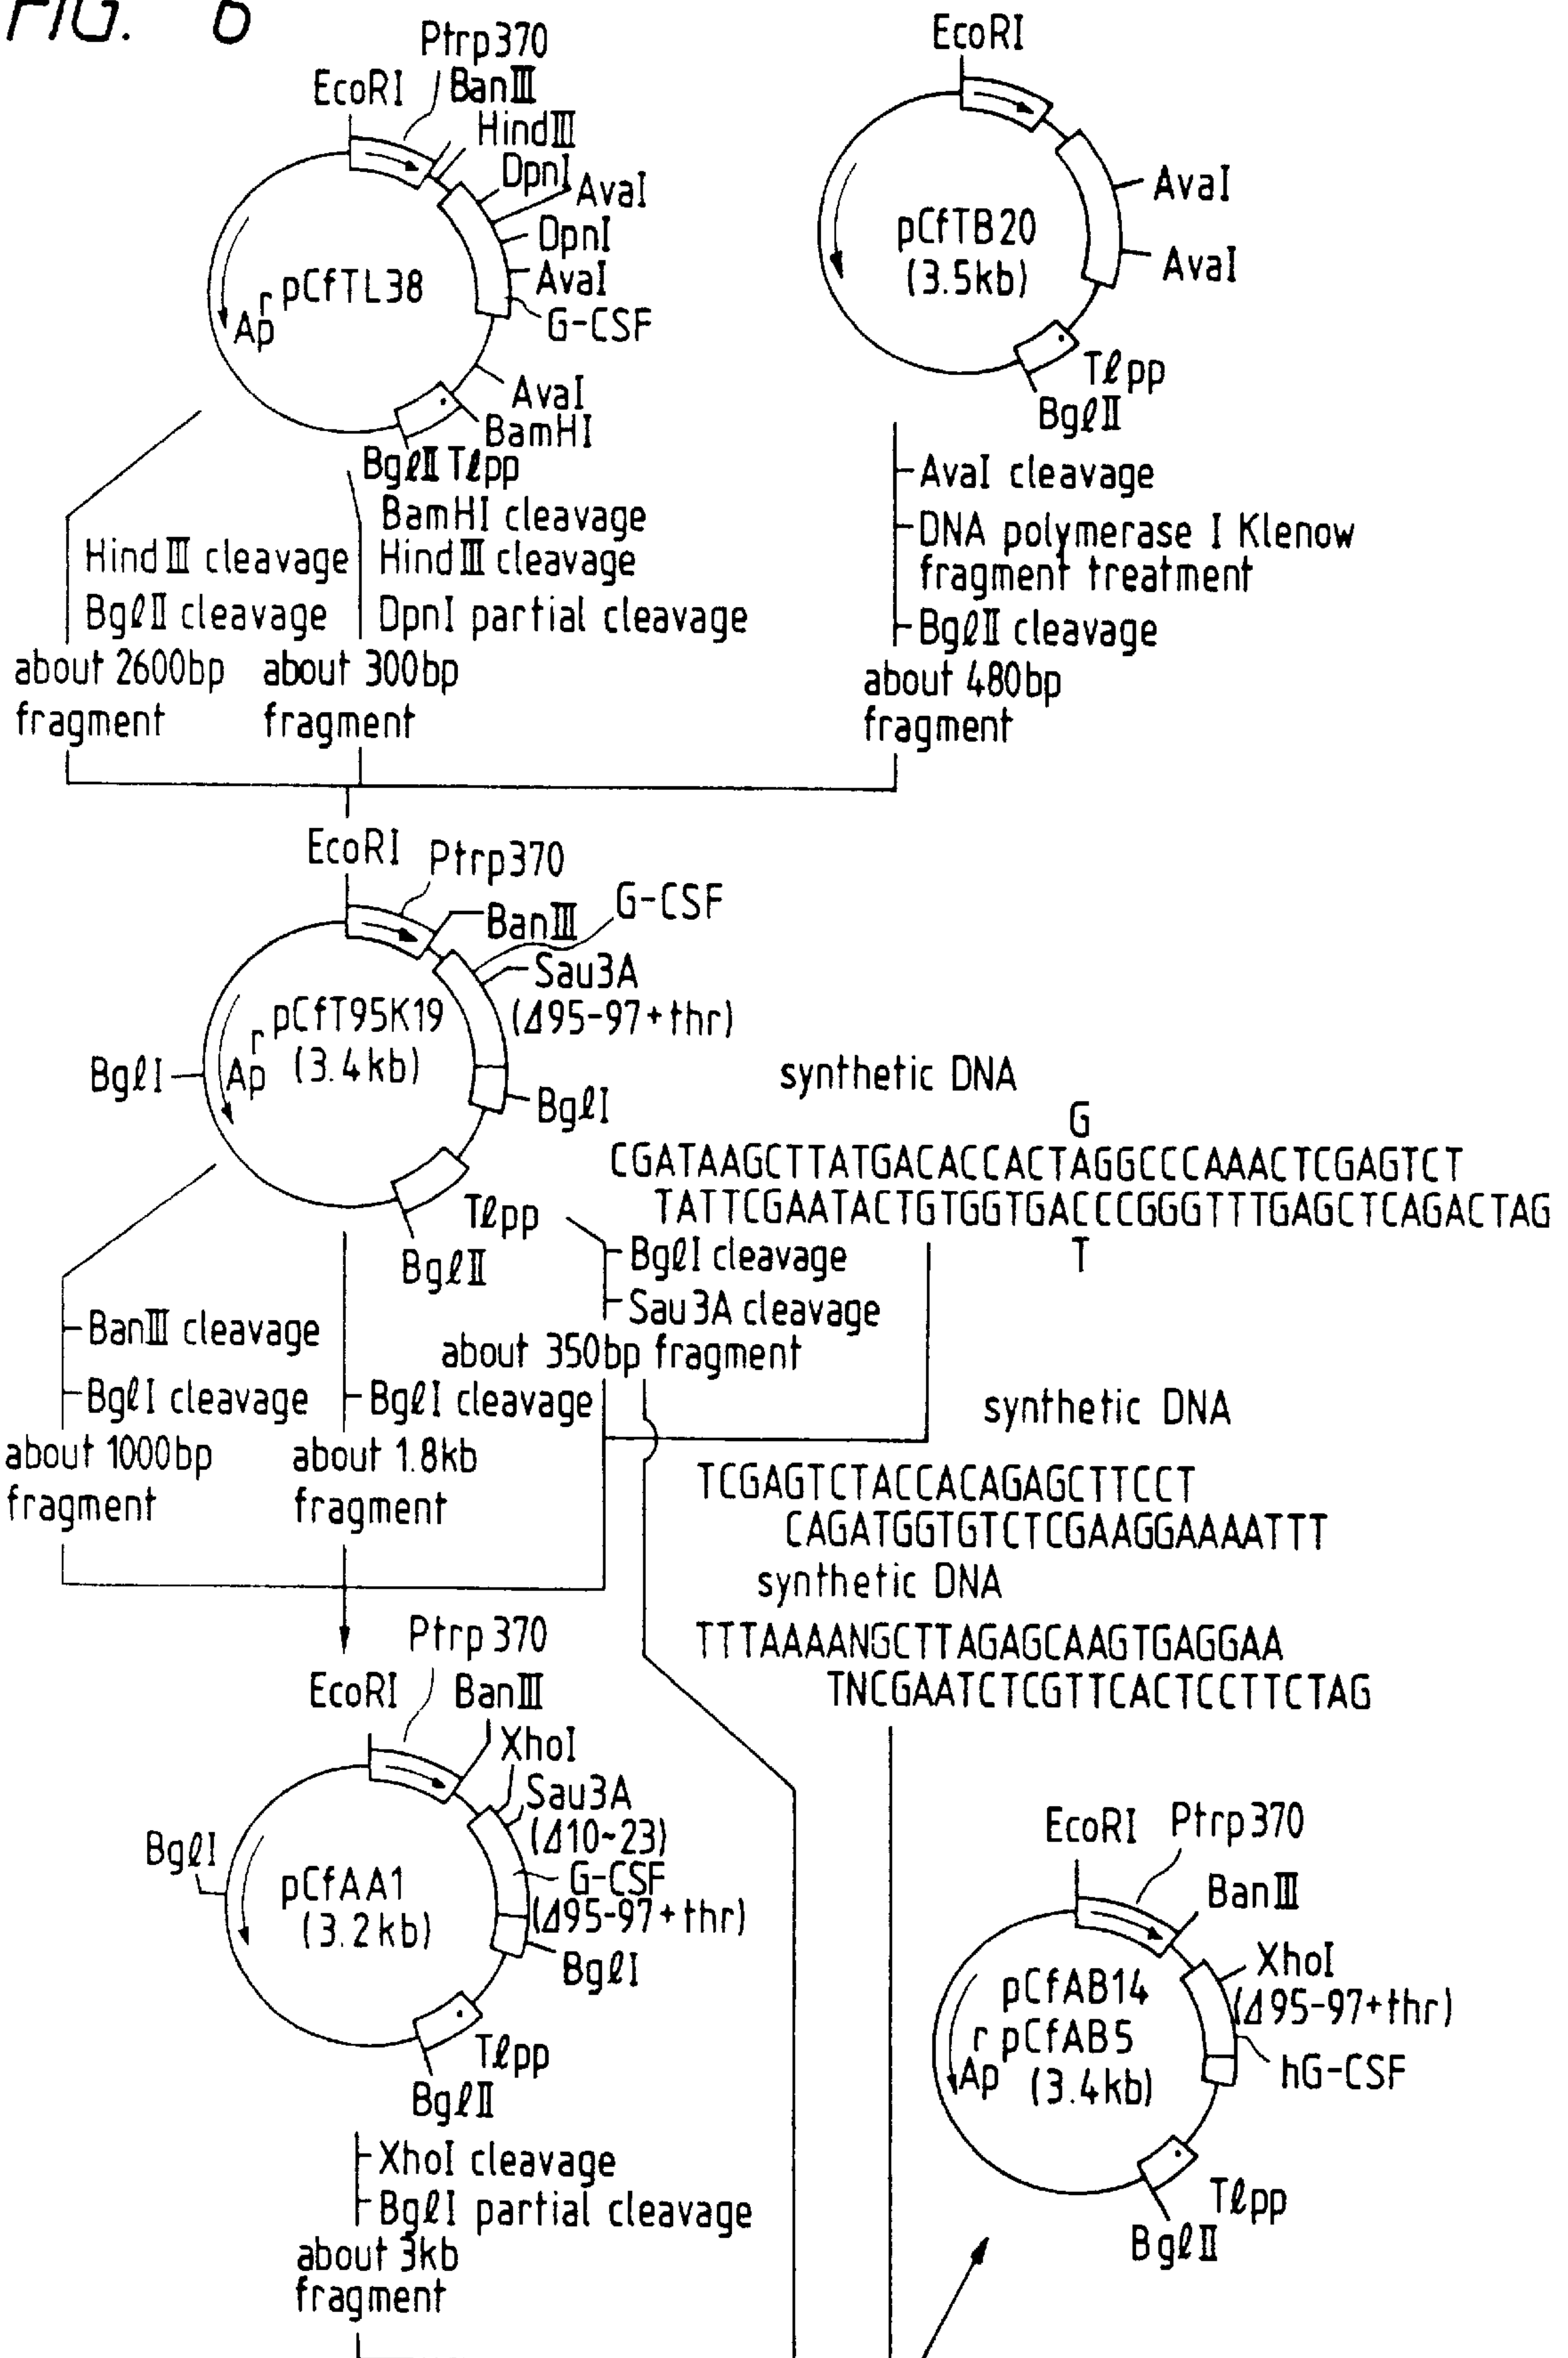 FIG. 6
Ptrp370
EcoRI
BanIII
HindIII
DpnI
AvaI
DpnI
AvaI
G-CSF
pCfTL38
Apr
AvaI
BamHI
BglII Tlpp
EcoRI
AvaI
pCfTB20
(3.5kb)
AvaI
Tlpp
BglII
HindIII cleavage
BglII cleavage
about 2600bp
fragment
BamHI cleavage
HindIII cleavage
DpnI partial cleavage
about 300bp
fragment
AvaI cleavage
DNA polymerase I Klenow
fragment treatment
BglII cleavage
about 480bp
fragment
EcoRI
Ptrp370
G-CSF
BanIII
Sau3A
(Δ95-97+thr)
pCfT95K19
Apr
(3.4kb)
BglI
BglI
Tlpp
BglII
synthetic DNA
G
CGATAAGCTTATGACACCACTAGGCCCAAACTCGAGTCT
TATTCGAATACTGTGGTGACCCGGGTTTGAGCTCAGACTAG
T
BanIII cleavage
BglI cleavage
about 1000bp
fragment
BglI cleavage
about 1.8kb
fragment
BglI cleavage
Sau3A cleavage
about 350bp fragment
synthetic DNA
TCGAGTCTACCACAGAGCTTCCT
CAGATGGTGTCTCGAAGGAAAATTT
synthetic DNA
TTTAAAANGCTTAGAGCAAGTGAGGAA
TNCGAATCTCGTTCACTCCTTCTAG
Ptrp370
EcoRI
BanIII
XhoI
Sau3A
(Δ10~23)
G-CSF
(Δ95-97+thr)
BglI
BglI
pCfAA1
(3.2kb)
Tlpp
BglII
XhoI cleavage
BglI partial cleavage
about 3kb
fragment
EcoRI
Ptrp370
BanIII
XhoI
(Δ95-97+thr)
pCfAB14
pCfAB5
Apr
(3.4kb)
hG-CSF
Tlpp
BglII